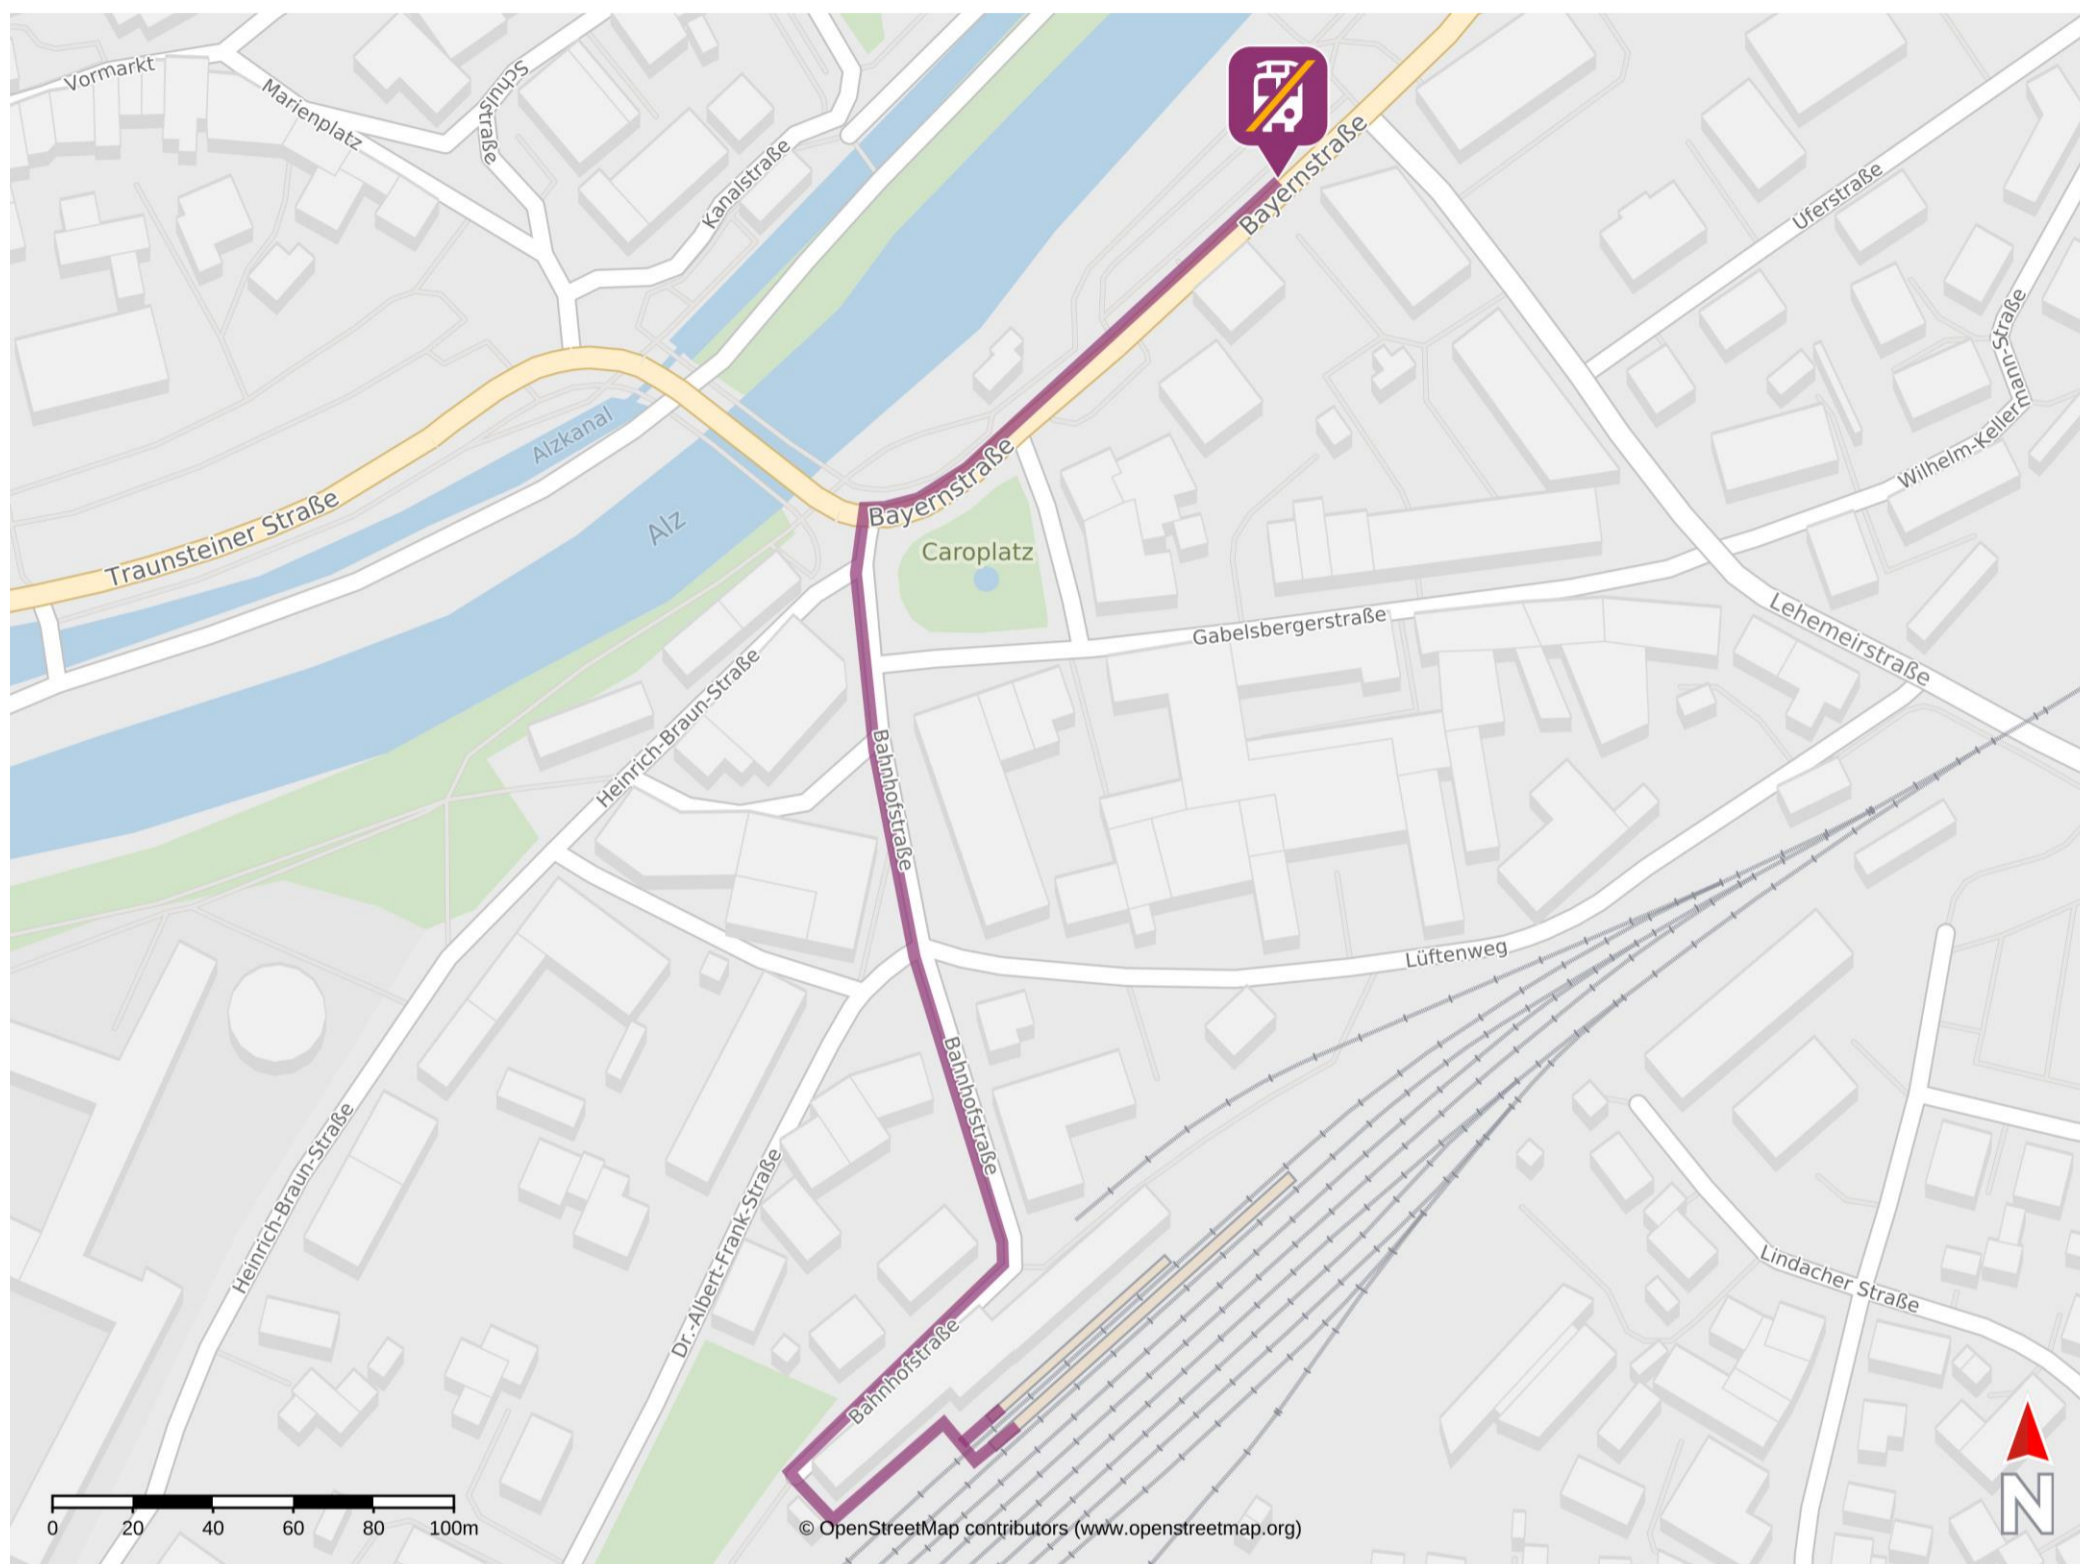 Vormarkt
Marienplatz
Schulstraße
Kanalstraße
Bayernstraße
Uferstraße
Wilhelm-Kellermann-Straße
Alzkanal
Traunsteiner Straße
Alz
Bayernstraße
Caroplatz
Gabelsbergerstraße
Lehemeirstraße
Heinrich-Braun-Straße
Bahnhofstraße
Lüftenweg
Bahnhofstraße
Heinrich-Braun-Straße
Dr.-Albert-Frank-Straße
Lindacher Straße
Bahnhofstraße
N
0 20 40 60 80 100m
© OpenStreetMap contributors (www.openstreetmap.org)